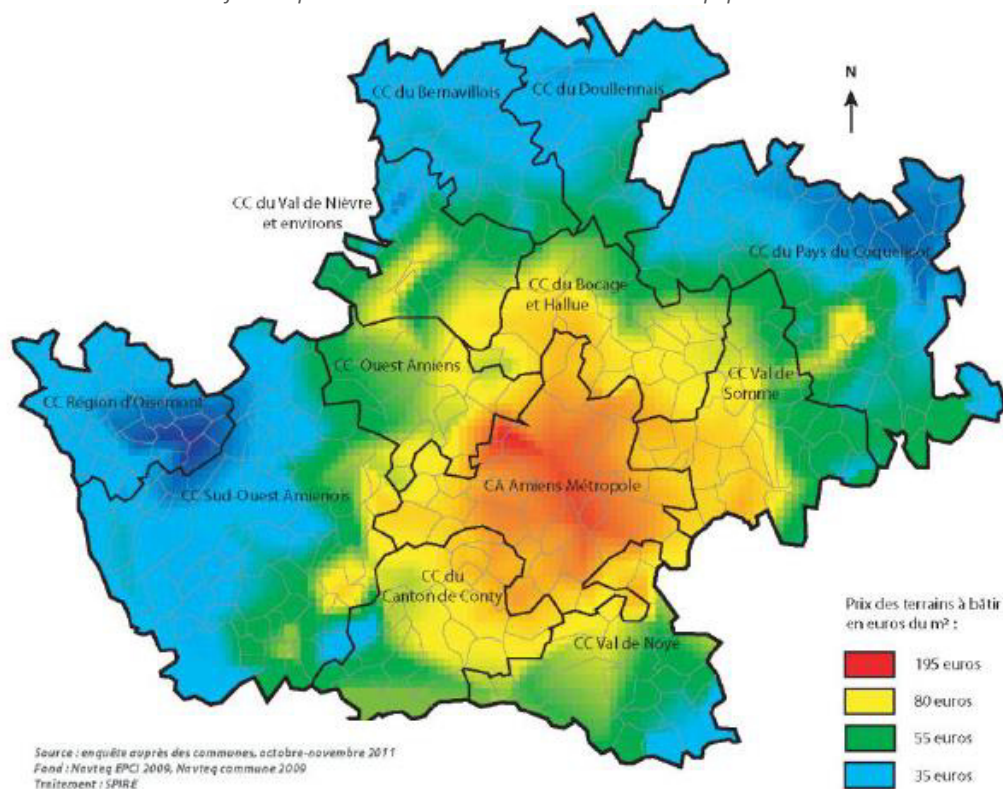 CC du Bernavillois
CC du Doullennais
N
CC du Val de Nièvre
et environs
CC du Pays du Coquelicot
CC du Bocage
et Hallue
CC Ouest Amiens
CC Val de
Somme
CC Région d'Oisemont
CC Sud-Ouest Amienois
CA Amiens Métropole
CC du
Canton de Conty
CC Val de Noye
Prix des terrains à bâtir
en euros du m² :
195 euros
80 euros
55 euros
35 euros
Source : enquête auprès des communes, octobre-novembre 2011
Fond : Navteq EPCI 2009, Navteq commune 2009
Traitement : SPIRE